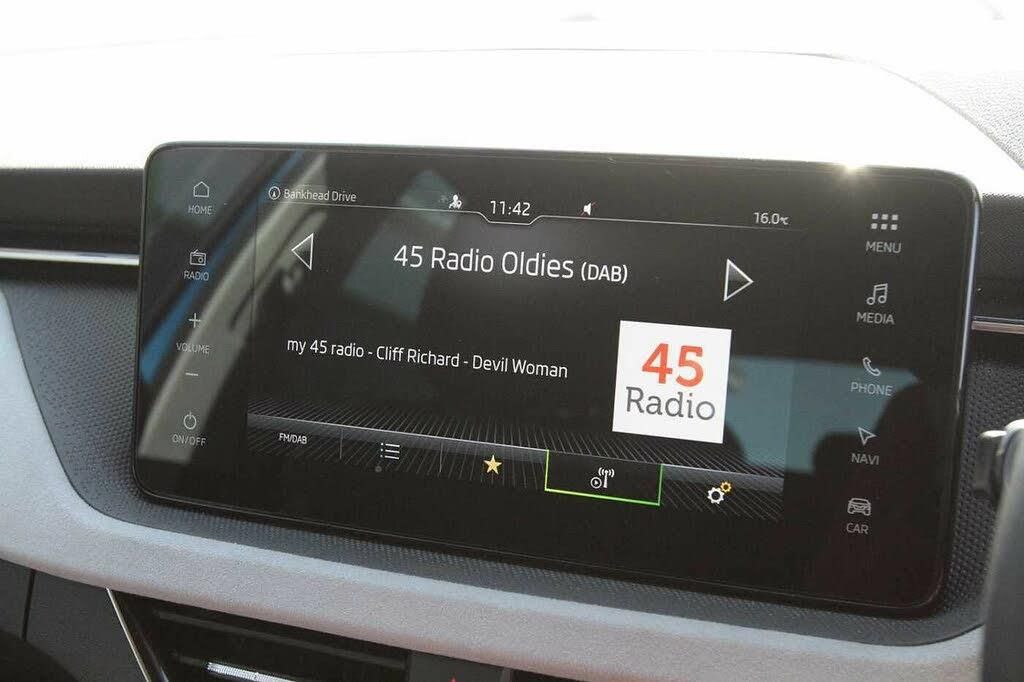 HOME
RADIO
+
VOLUME
−
ON/OFF
Bankhead Drive
11:42
16.0°C
45 Radio Oldies (DAB)
my 45 radio - Cliff Richard - Devil Woman
45
Radio
FM/DAB
MENU
MEDIA
PHONE
NAVI
CAR